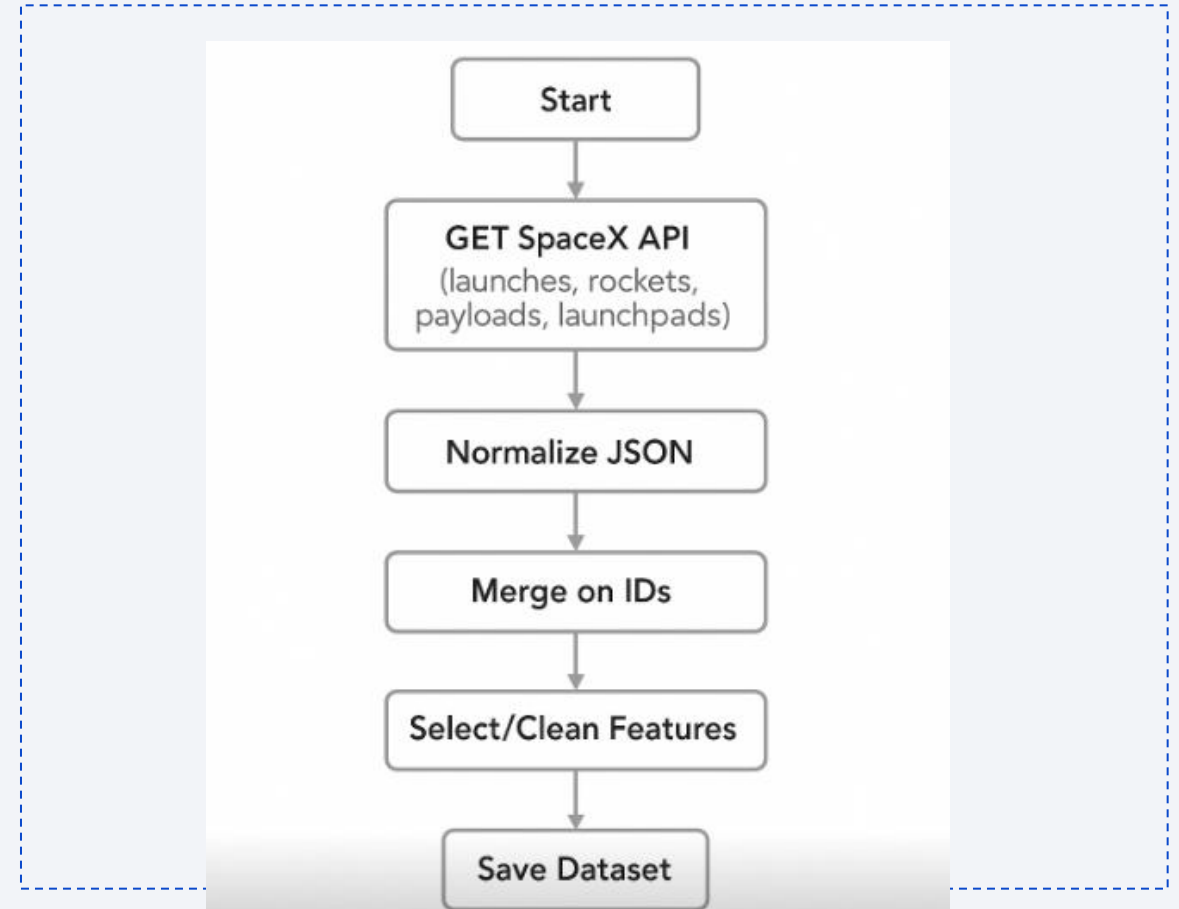 Start
GET SpaceX API
(launches, rockets,
payloads, launchpads)
Normalize JSON
Merge on IDs
Select/Clean Features
Save Dataset